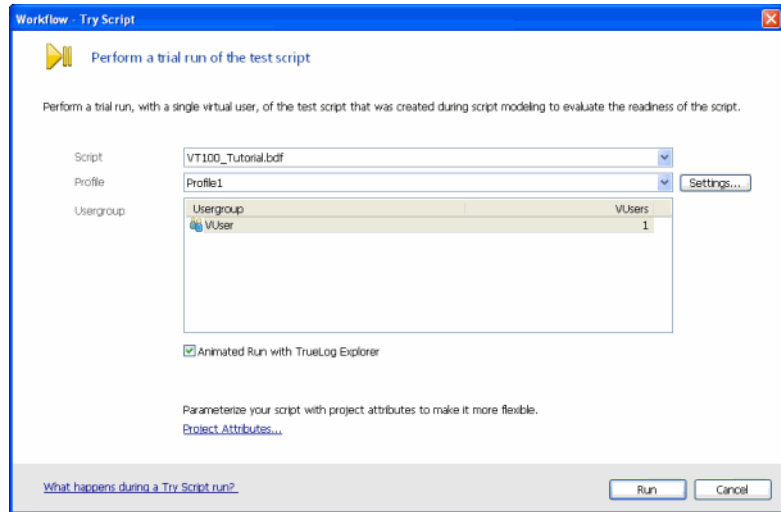 Workflow - Try Script
Perform a trial run of the test script
Perform a trial run, with a single virtual user, of the test script that was created during script modeling to evaluate the readiness of the script.
Script VT100_Tutorial.bdf
Profile Profile1 Settings...
Usergroup Usergroup VUsers
VUser 1
Animated Run with TrueLog Explorer
Parameterize your script with project attributes to make it more flexible.
Project Attributes...
What happens during a Try Script run? Run Cancel